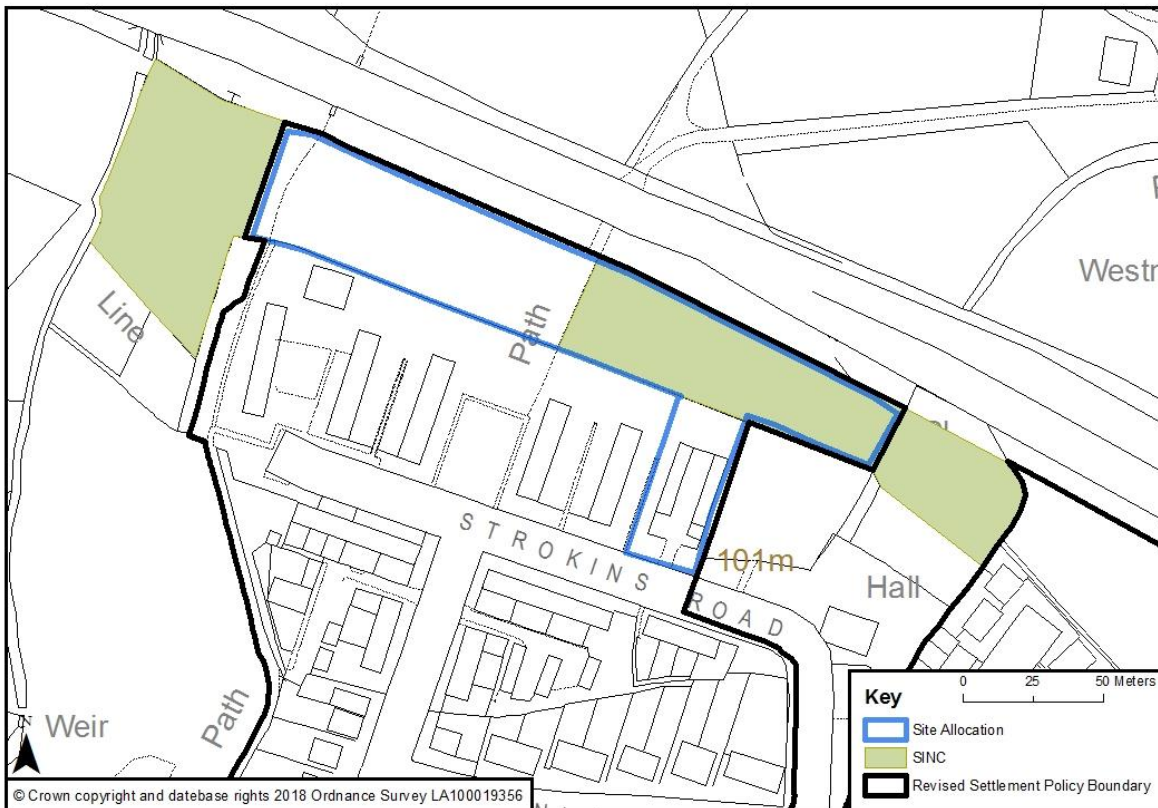 Westr
Line
Path
STROKINS ROAD
101m
Hall
Weir
Path
N
Key
0 25 50 Meters
Site Allocation
SINC
Revised Settlement Policy Boundary
© Crown copyright and datebase rights 2018 Ordnance Survey LA100019356